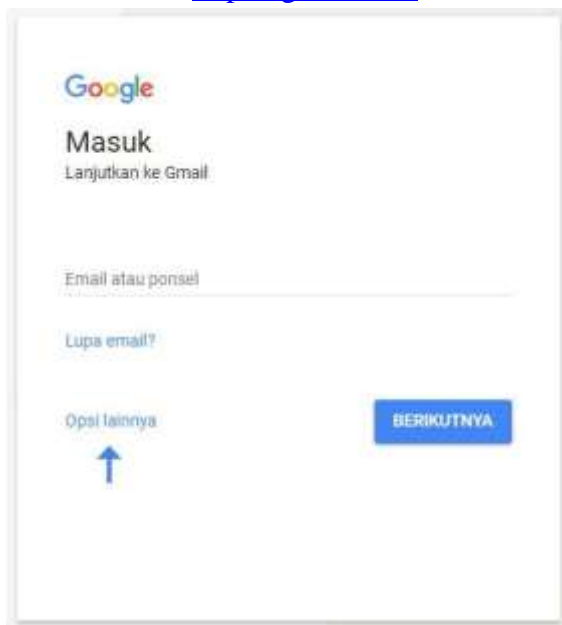 Google
Masuk
Lanjutkan ke Gmail
Email atau ponsel
Lupa email?
Opsi lainnya
BERIKUTNYA